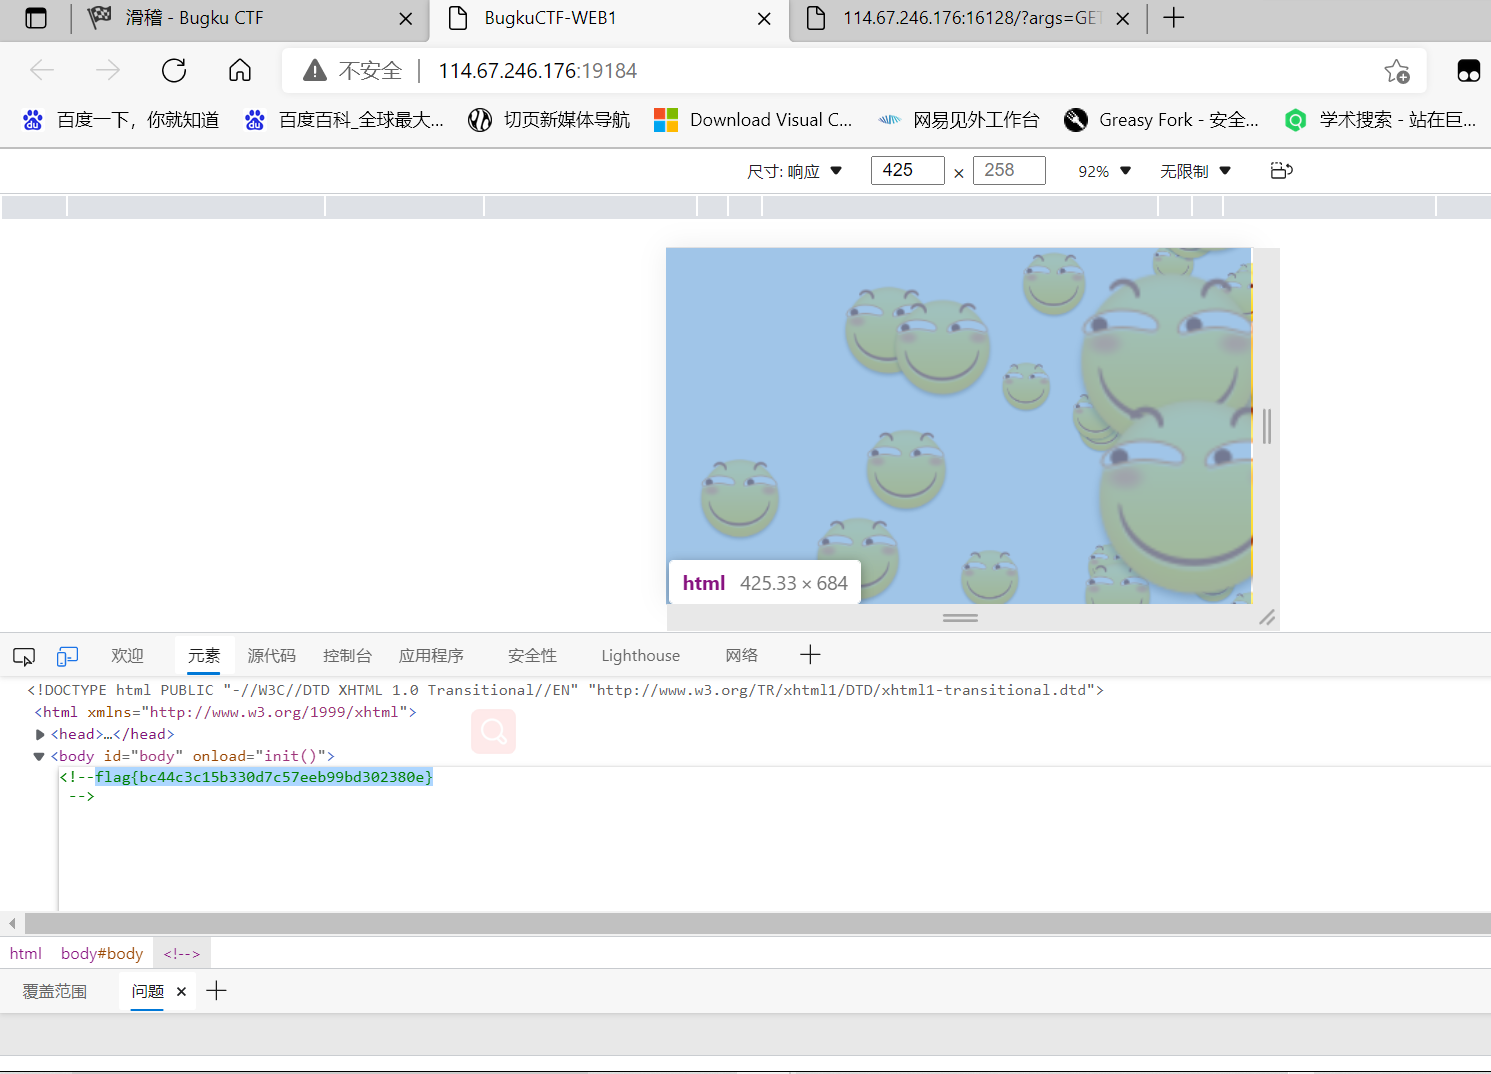 滑稽 - Bugku CTF
BugkuCTF-WEB1
114.67.246.176:16128/?args=GET
不安全 114.67.246.176:19184
百度一下，你就知道 百度百科_全球最大... 切页新媒体导航 Download Visual C... 网易见外工作台 Greasy Fork - 安全... 学术搜索 - 站在巨...
尺寸: 响应 425 × 258 92% 无限制
html 425.33 × 684
欢迎 元素 源代码 控制台 应用程序 安全性 Lighthouse 网络
<!DOCTYPE html PUBLIC "-//W3C//DTD XHTML 1.0 Transitional//EN" "http://www.w3.org/TR/xhtml1/DTD/xhtml1-transitional.dtd">
<html xmlns="http://www.w3.org/1999/xhtml">
<head>…</head>
<body id="body" onload="init()">
<!--flag{bc44c3c15b330d7c57eeb99bd302380e}
-->
html body#body <!-->
覆盖范围 问题